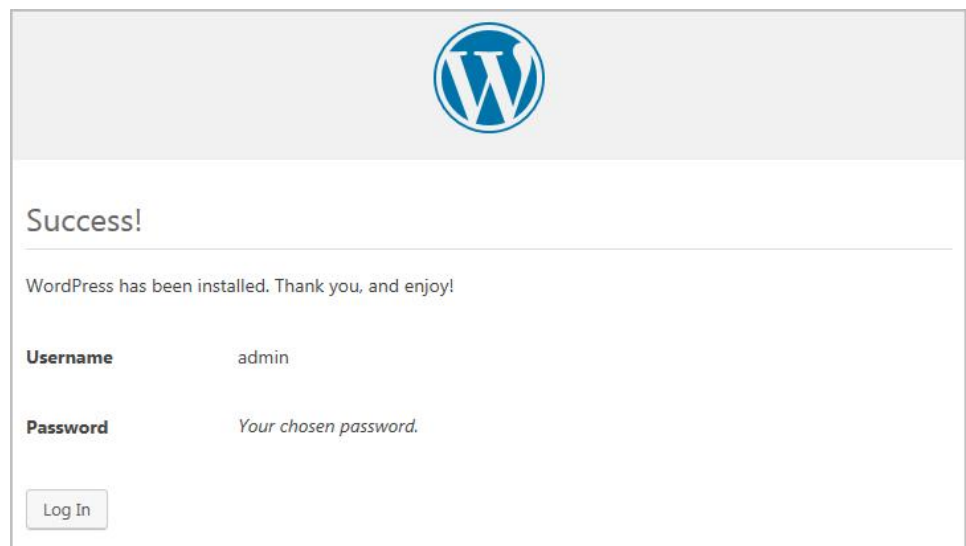 Success!
WordPress has been installed. Thank you, and enjoy!
Username admin
Password Your chosen password.
Log In